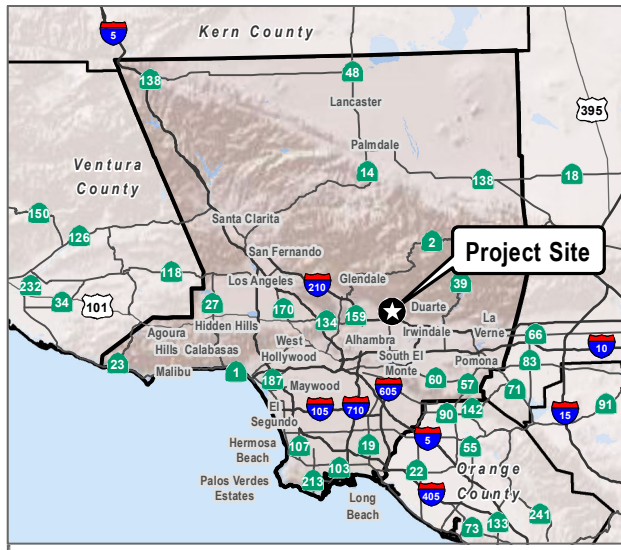 5
Kern County
138
48
Lancaster
395
Ventura
County
Palmdale
14
138
18
150
126
Santa Clarita
2
Project Site
San Fernando
118
Los Angeles
210
Glendale
39
232
34
101
27
170
134
159
Duarte
La
Verne
Hidden Hills
Irwindale
66
Agoura
Hills
Calabasas
West
Hollywood
Alhambra
10
23
Malibu
1
187
Maywood
South El
Monte
605
60
Pomona
57
83
71
El
Segundo
105
710
90
142
15
91
Hermosa
Beach
107
19
5
55
Palos Verdes
Estates
213
103
Long
Beach
22
405
Orange
County
73
133
241